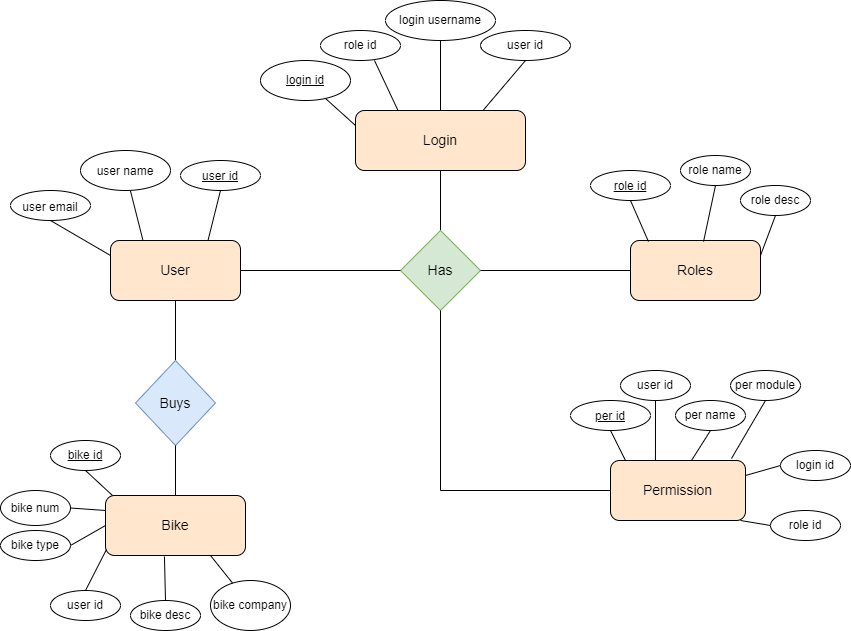 login username
role id
user id
login id
Login
user name
user id
user email
User
role name
role id
role desc
Roles
Has
Buys
user id
per module
per id
per name
login id
Permission
role id
bike id
bike num
Bike
bike type
user id
bike desc
bike company